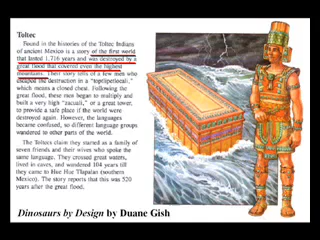 Toltec
Found in the histories of the Toltec Indians
of ancient Mexico is a story of the first world
that lasted 1,716 years and was destroyed by a
great flood that covered even the highest
mountains. Their story tells of a few men who
escaped the destruction in a "toptlipetlocali,"
which means a closed chest. Following the
great flood, these men began to multiply and
built a very high "zacuali," or a great tower,
to provide a safe place if the world were
destroyed again. However, the languages
became confused, so different language groups
wandered to other parts of the world.
The Toltecs claim they started as a family of
seven friends and their wives who spoke the
same language. They crossed great waters,
lived in caves, and wandered 104 years till
they came to Hue Hue Tlapalan (southern
Mexico). The story reports that this was 520
years after the great flood.
Dinosaurs by Design by Duane Gish